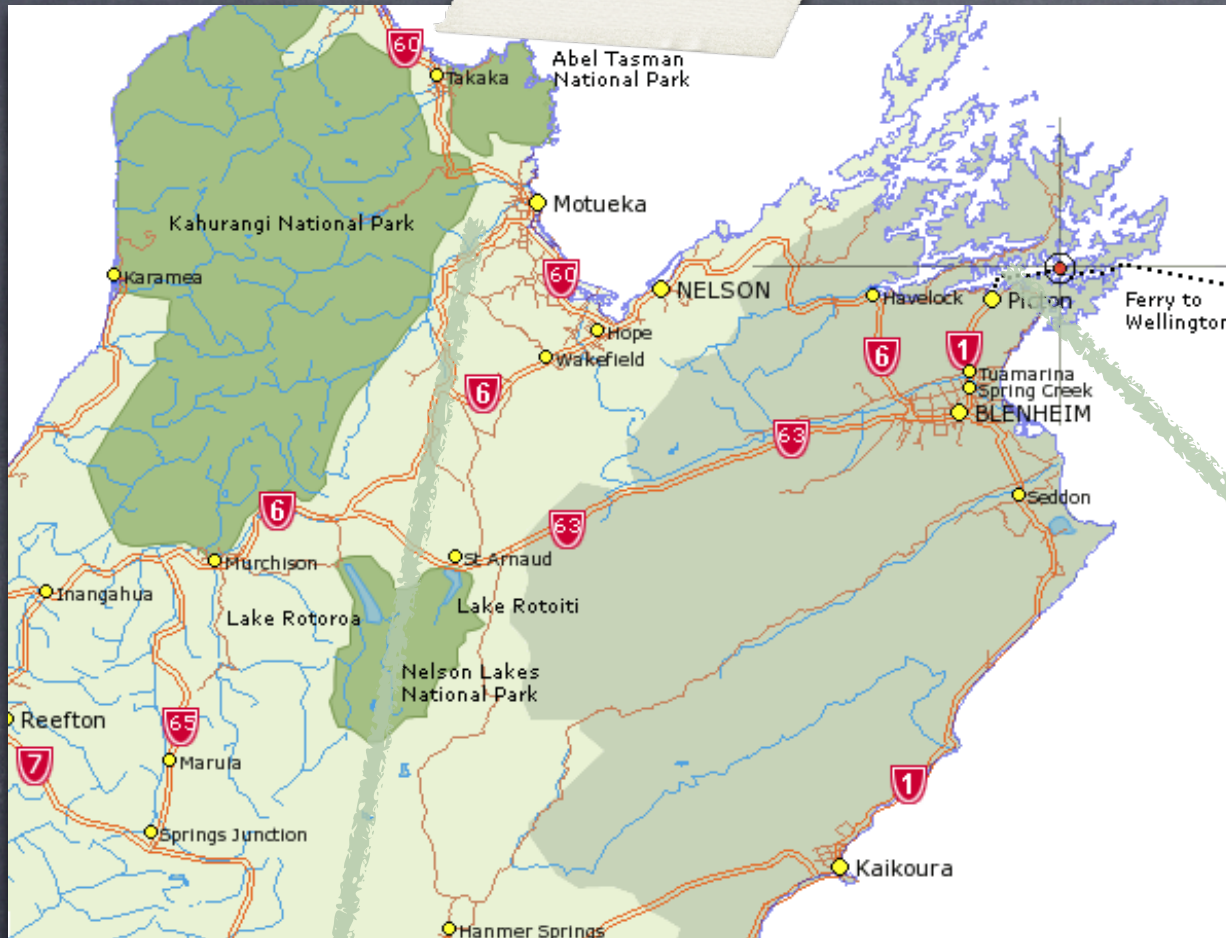 60
Abel Tasman
National Park
Takaka
Motueka
Kahurangi National Park
Karamea
60
NELSON
Havelock
Picton
Ferry to
Wellington
Hope
Wakefield
6
1
6
Tuamarina
Spring Creek
BLENHEIM
63
Seddon
6
63
St Arnaud
Murchison
Inangahua
Lake Rotoroa
Lake Rotoiti
Nelson Lakes
National Park
Reefton
65
7
Maruia
1
Springs Junction
Kaikoura
Hanmer Springs